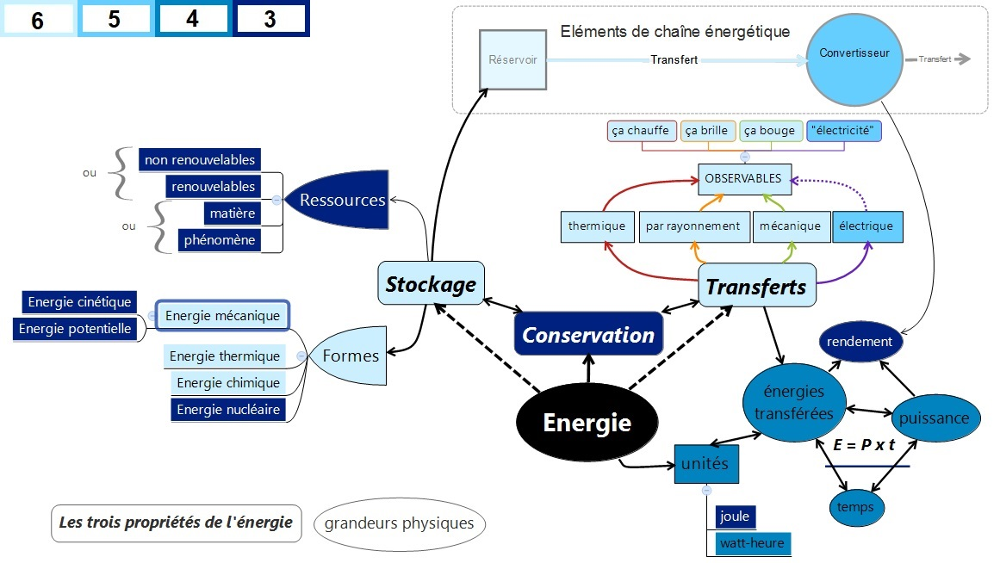 6 5 4 3
Eléments de chaîne énergétique
Réservoir
Transfert
Convertisseur
Transfert
ça chauffe
ça brille
ça bouge
"électricité"
OBSERVABLES
thermique
par rayonnement
mécanique
électrique
ou
non renouvelables
renouvelables
ou
matière
phénomène
Ressources
Stockage
Transferts
Conservation
Energie cinétique
Energie potentielle
Energie mécanique
Energie thermique
Energie chimique
Energie nucléaire
Formes
Energie
rendement
énergies
transférées
puissance
E = P x t
unités
temps
joule
watt-heure
Les trois propriétés de l'énergie
grandeurs physiques